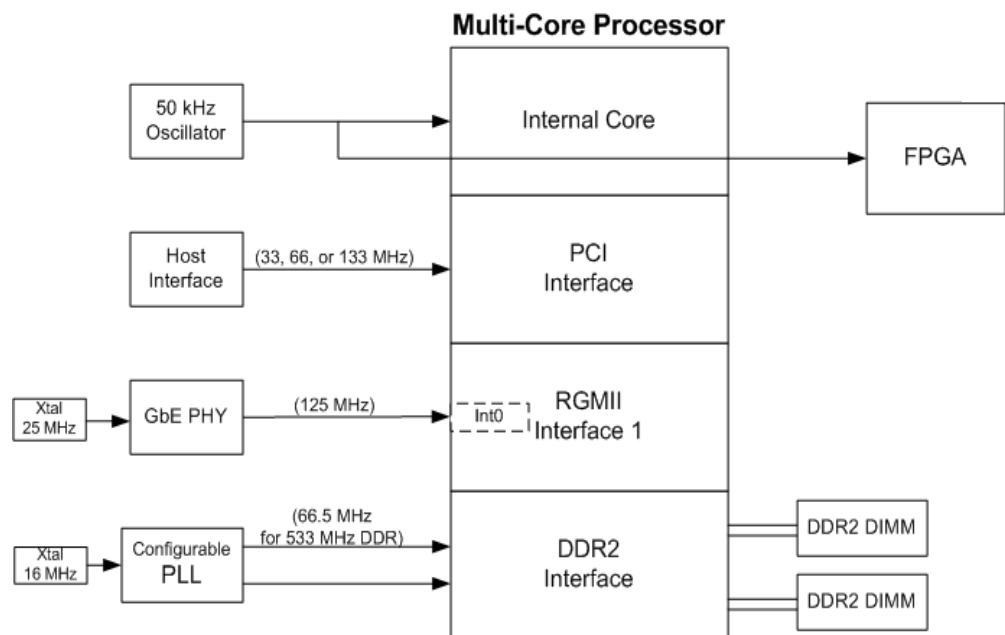 Multi-Core Processor
50 kHz
Oscillator
Internal Core
FPGA
Host
Interface
(33, 66, or 133 MHz)
PCI
Interface
Xtal
25 MHz
GbE PHY
(125 MHz)
Int0
RGMII
Interface 1
Xtal
16 MHz
Configurable
PLL
(66.5 MHz
for 533 MHz DDR)
DDR2
Interface
DDR2 DIMM
DDR2 DIMM